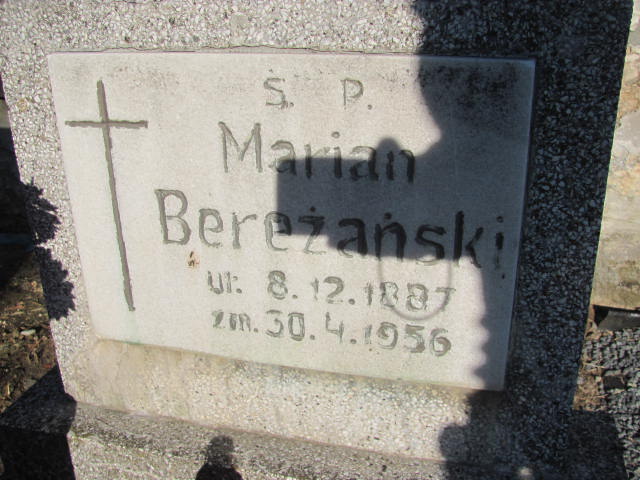 Ś. P.
Marian
Bereżański
ur. 8.12.1887
zm. 30.4.1956